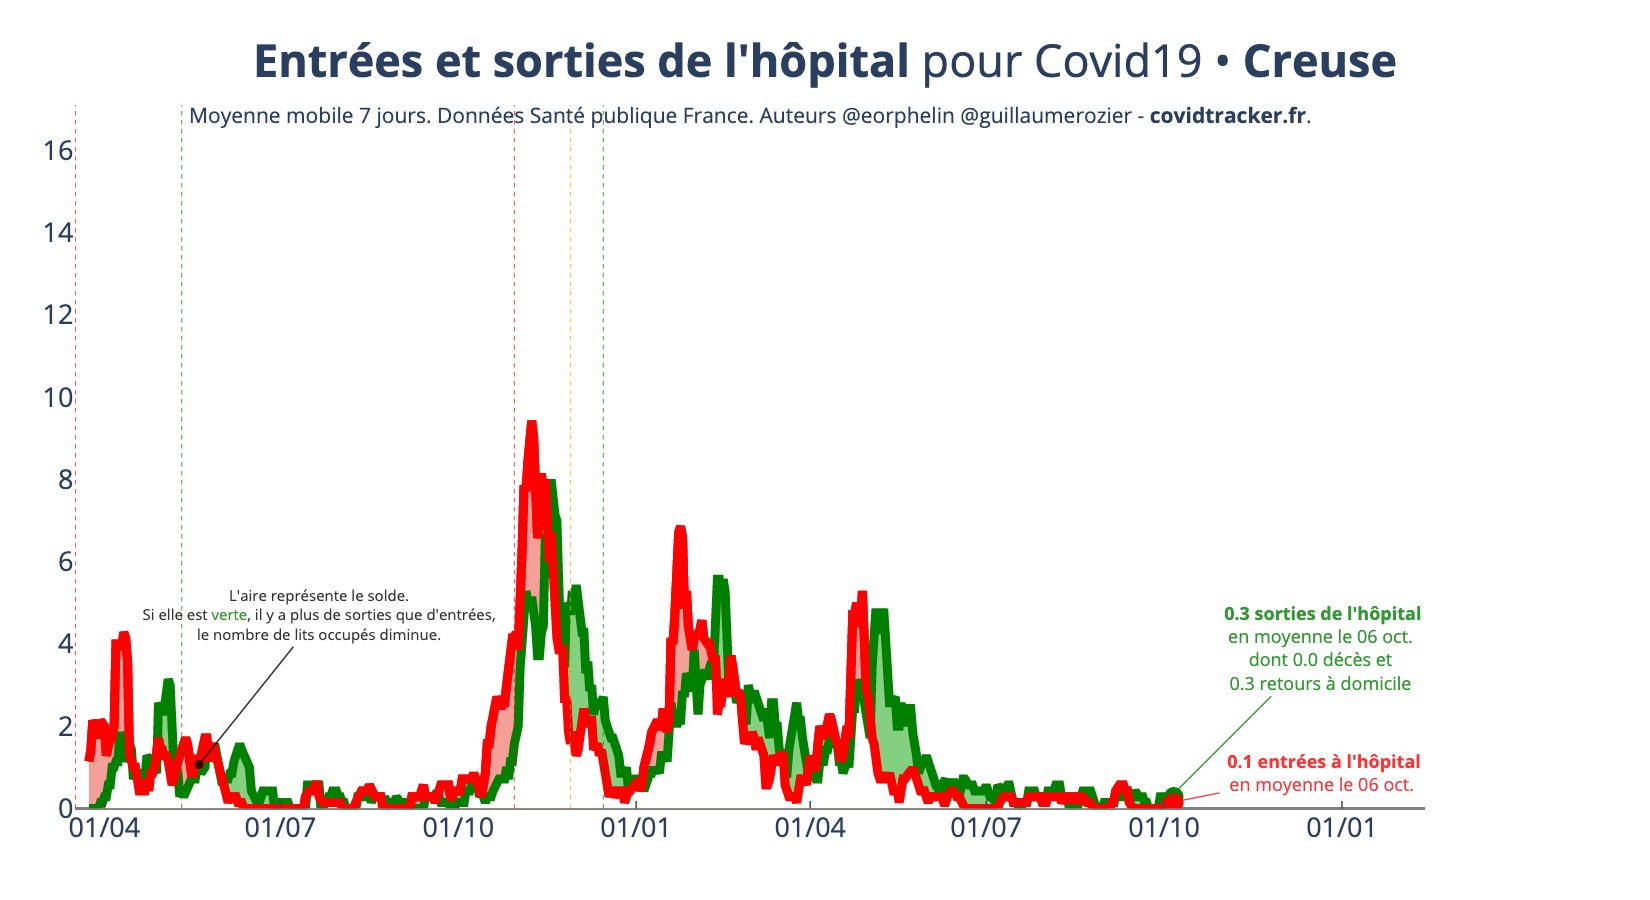 Entrées et sorties de l'hôpital pour Covid19 • Creuse
Moyenne mobile 7 jours. Données Santé publique France. Auteurs @eorphelin @guillaumerozier - covidtracker.fr.
16
14
12
10
8
6
4
2
0
L'aire représente le solde.
Si elle est verte, il y a plus de sorties que d'entrées,
le nombre de lits occupés diminue.
0.3 sorties de l'hôpital
en moyenne le 06 oct.
dont 0.0 décès et
0.3 retours à domicile
0.1 entrées à l'hôpital
en moyenne le 06 oct.
01/04 01/07 01/10 01/01 01/04 01/07 01/10 01/01